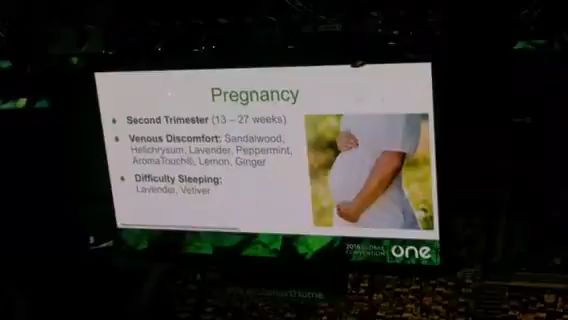 Pregnancy
• Second Trimester (13 – 27 weeks)
• Venous Discomfort: Sandalwood,
Helichrysum, Lavender, Peppermint,
AromaTouch®, Lemon, Ginger
• Difficulty Sleeping:
Lavender, Vetiver
2016 GLOBAL
CONVENTION
one